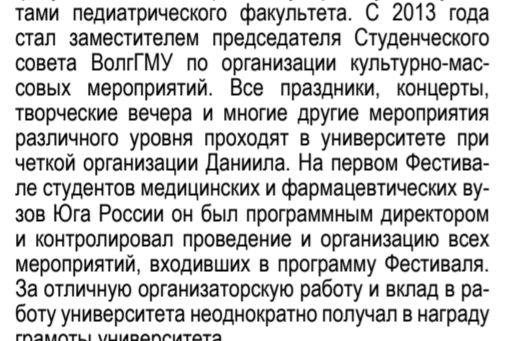 тами педиатрического факультета. С 2013 года
стал заместителем председателя Студенческого
совета ВолгГМУ по организации культурно-мас-
совых мероприятий. Все праздники, концерты,
творческие вечера и многие другие мероприятия
различного уровня проходят в университете при
четкой организации Даниила. На первом Фестива-
ле студентов медицинских и фармацевтических ву-
зов Юга России он был программным директором
и контролировал проведение и организацию всех
мероприятий, входивших в программу Фестиваля.
За отличную организаторскую работу и вклад в ра-
боту университета неоднократно получал в награду
грамоты университета.